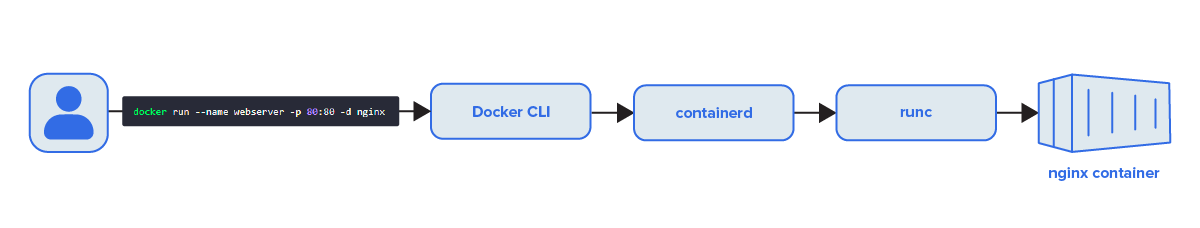 docker run --name webserver -p 80:80 -d nginx
Docker CLI
containerd
runc
nginx container